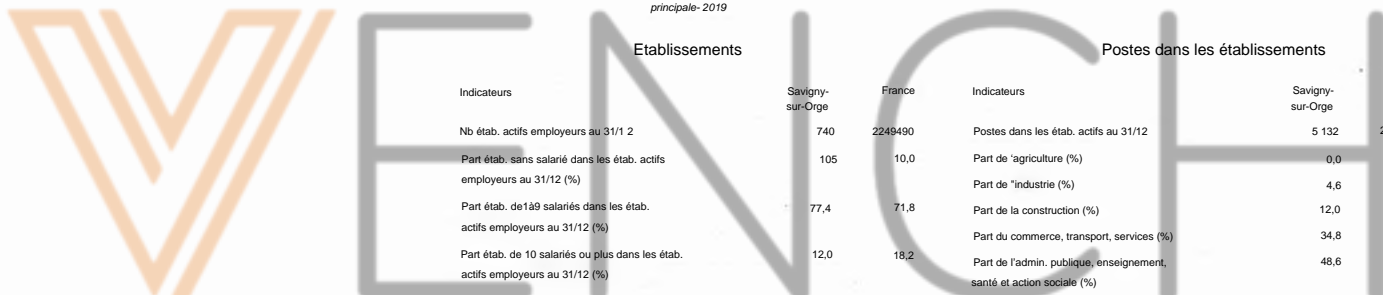 principale- 2019
Etablissements
Indicateurs Savigny-sur-Orge France
Nb étab. actifs employeurs au 31/1 2 740 2249490
Part étab. sans salarié dans les étab. actifs 105 10,0
employeurs au 31/12 (%)
Part étab. de1à9 salariés dans les étab. 77,4 71,8
actifs employeurs au 31/12 (%)
Part étab. de 10 salariés ou plus dans les étab. 12,0 18,2
actifs employeurs au 31/12 (%)
Postes dans les établissements
Indicateurs Savigny-sur-Orge
Postes dans les étab. actifs au 31/12 5 132
Part de ‘agriculture (%) 0,0
Part de "industrie (%) 4,6
Part de la construction (%) 12,0
Part du commerce, transport, services (%) 34,8
Part de l’admin. publique, enseignement, 48,6
santé et action sociale (%)
VENCH